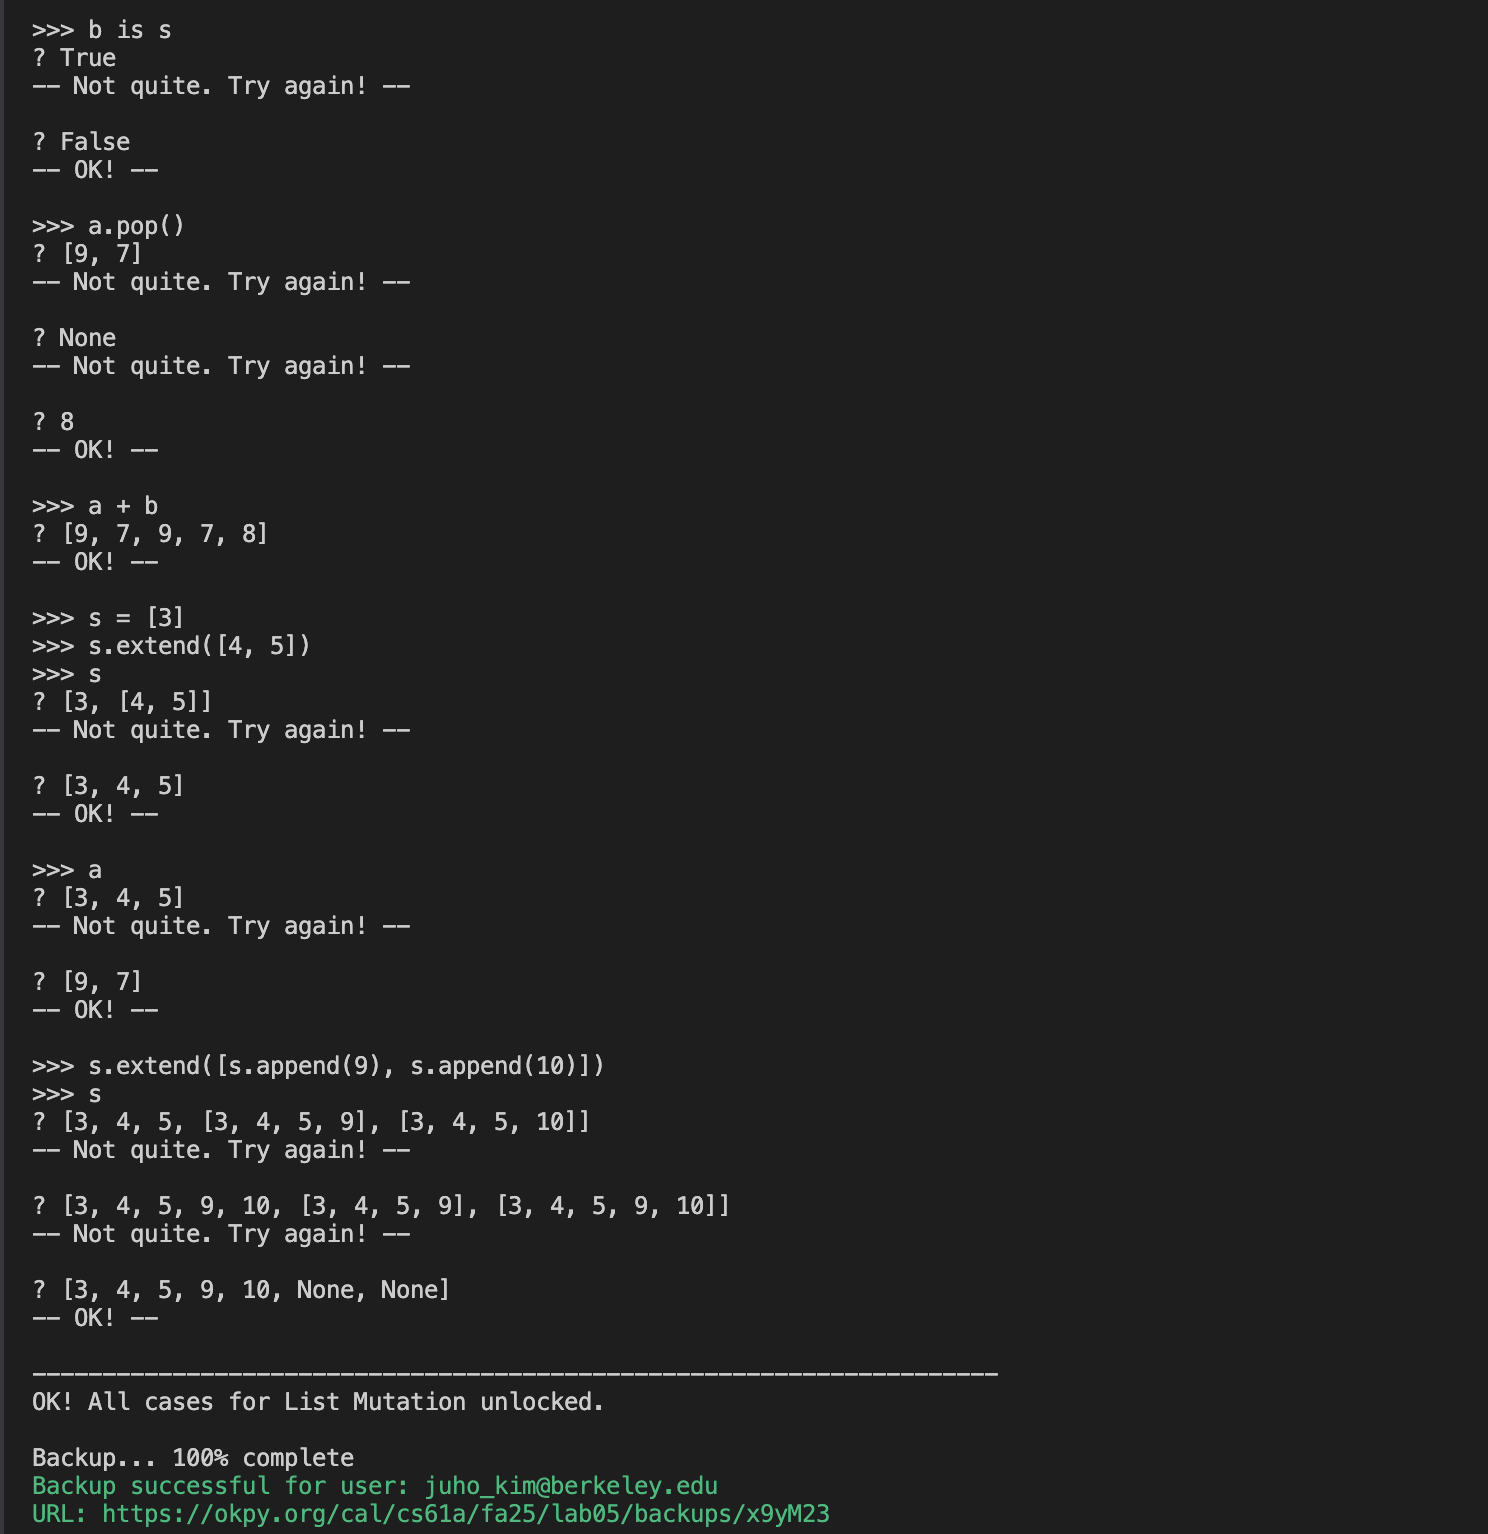 >>> b is s
? True
-- Not quite. Try again! --
? False
-- OK! --
>>> a.pop()
? [9, 7]
-- Not quite. Try again! --
? None
-- Not quite. Try again! --
? 8
-- OK! --
>>> a + b
? [9, 7, 9, 7, 8]
-- OK! --
>>> s = [3]
>>> s.extend([4, 5])
>>> s
? [3, [4, 5]]
-- Not quite. Try again! --
? [3, 4, 5]
-- OK! --
>>> a
? [3, 4, 5]
-- Not quite. Try again! --
? [9, 7]
-- OK! --
>>> s.extend([s.append(9), s.append(10)])
>>> s
? [3, 4, 5, [3, 4, 5, 9], [3, 4, 5, 10]]
-- Not quite. Try again! --
? [3, 4, 5, 9, 10, [3, 4, 5, 9], [3, 4, 5, 9, 10]]
-- Not quite. Try again! --
? [3, 4, 5, 9, 10, None, None]
-- OK! --
---------------------------------------------------------------------
OK! All cases for List Mutation unlocked.
Backup... 100% complete
Backup successful for user: juho_kim@berkeley.edu
URL: https://okpy.org/cal/cs61a/fa25/lab05/backups/x9yM23